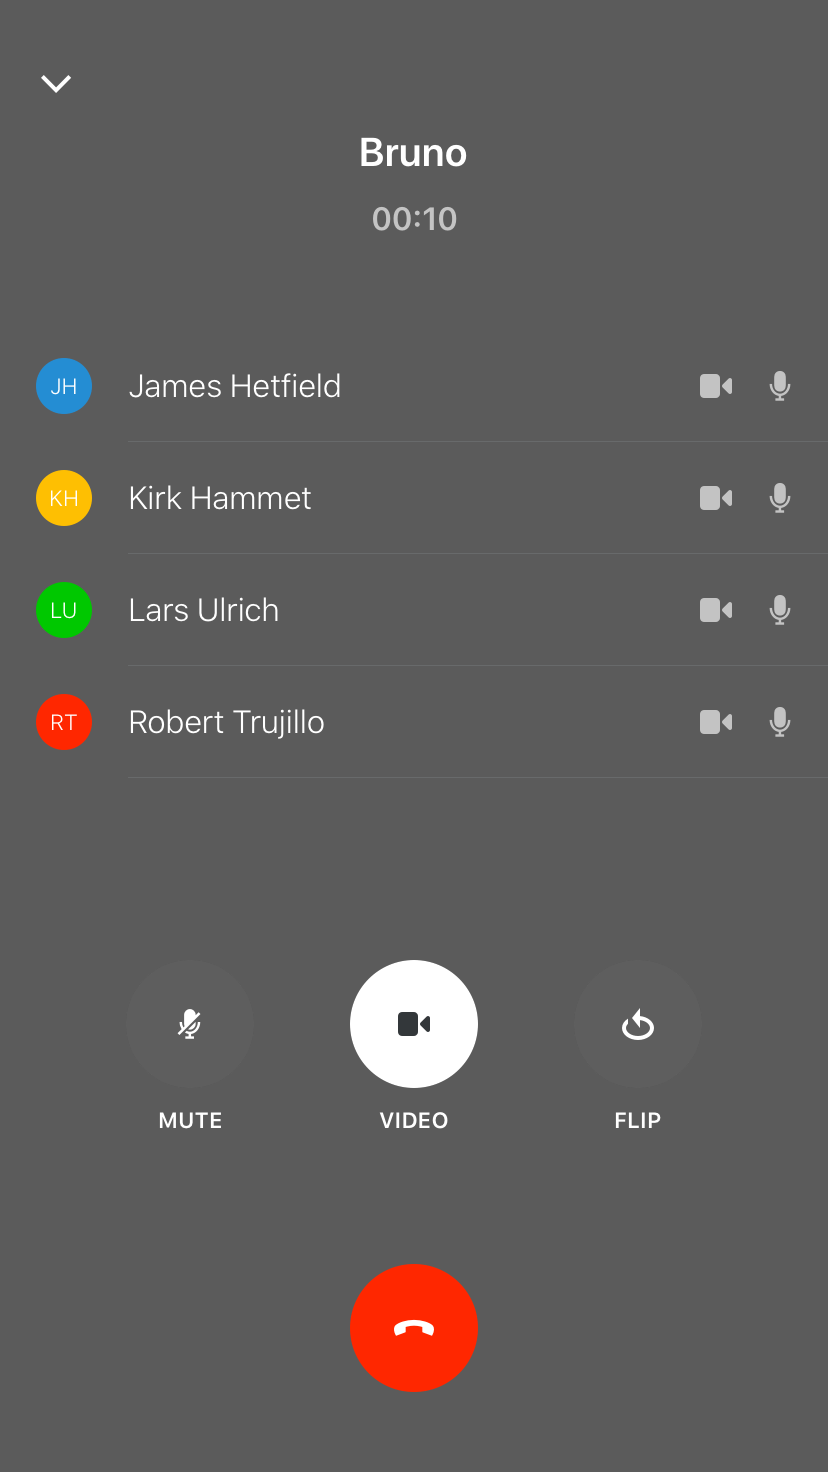 Bruno
00:10
JH James Hetfield
KH Kirk Hammet
LU Lars Ulrich
RT Robert Trujillo
MUTE VIDEO FLIP